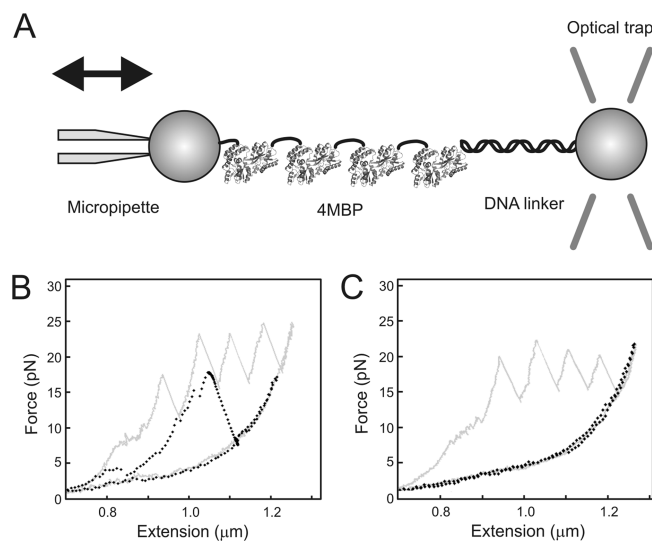 A
Optical trap
Micropipette
4MBP
DNA linker
B
C
30
25
20
15
10
5
0
Force (pN)
0.8
1.0
1.2
Extension (μm)
30
25
20
15
10
5
0
Force (pN)
0.8
1.0
1.2
Extension (μm)